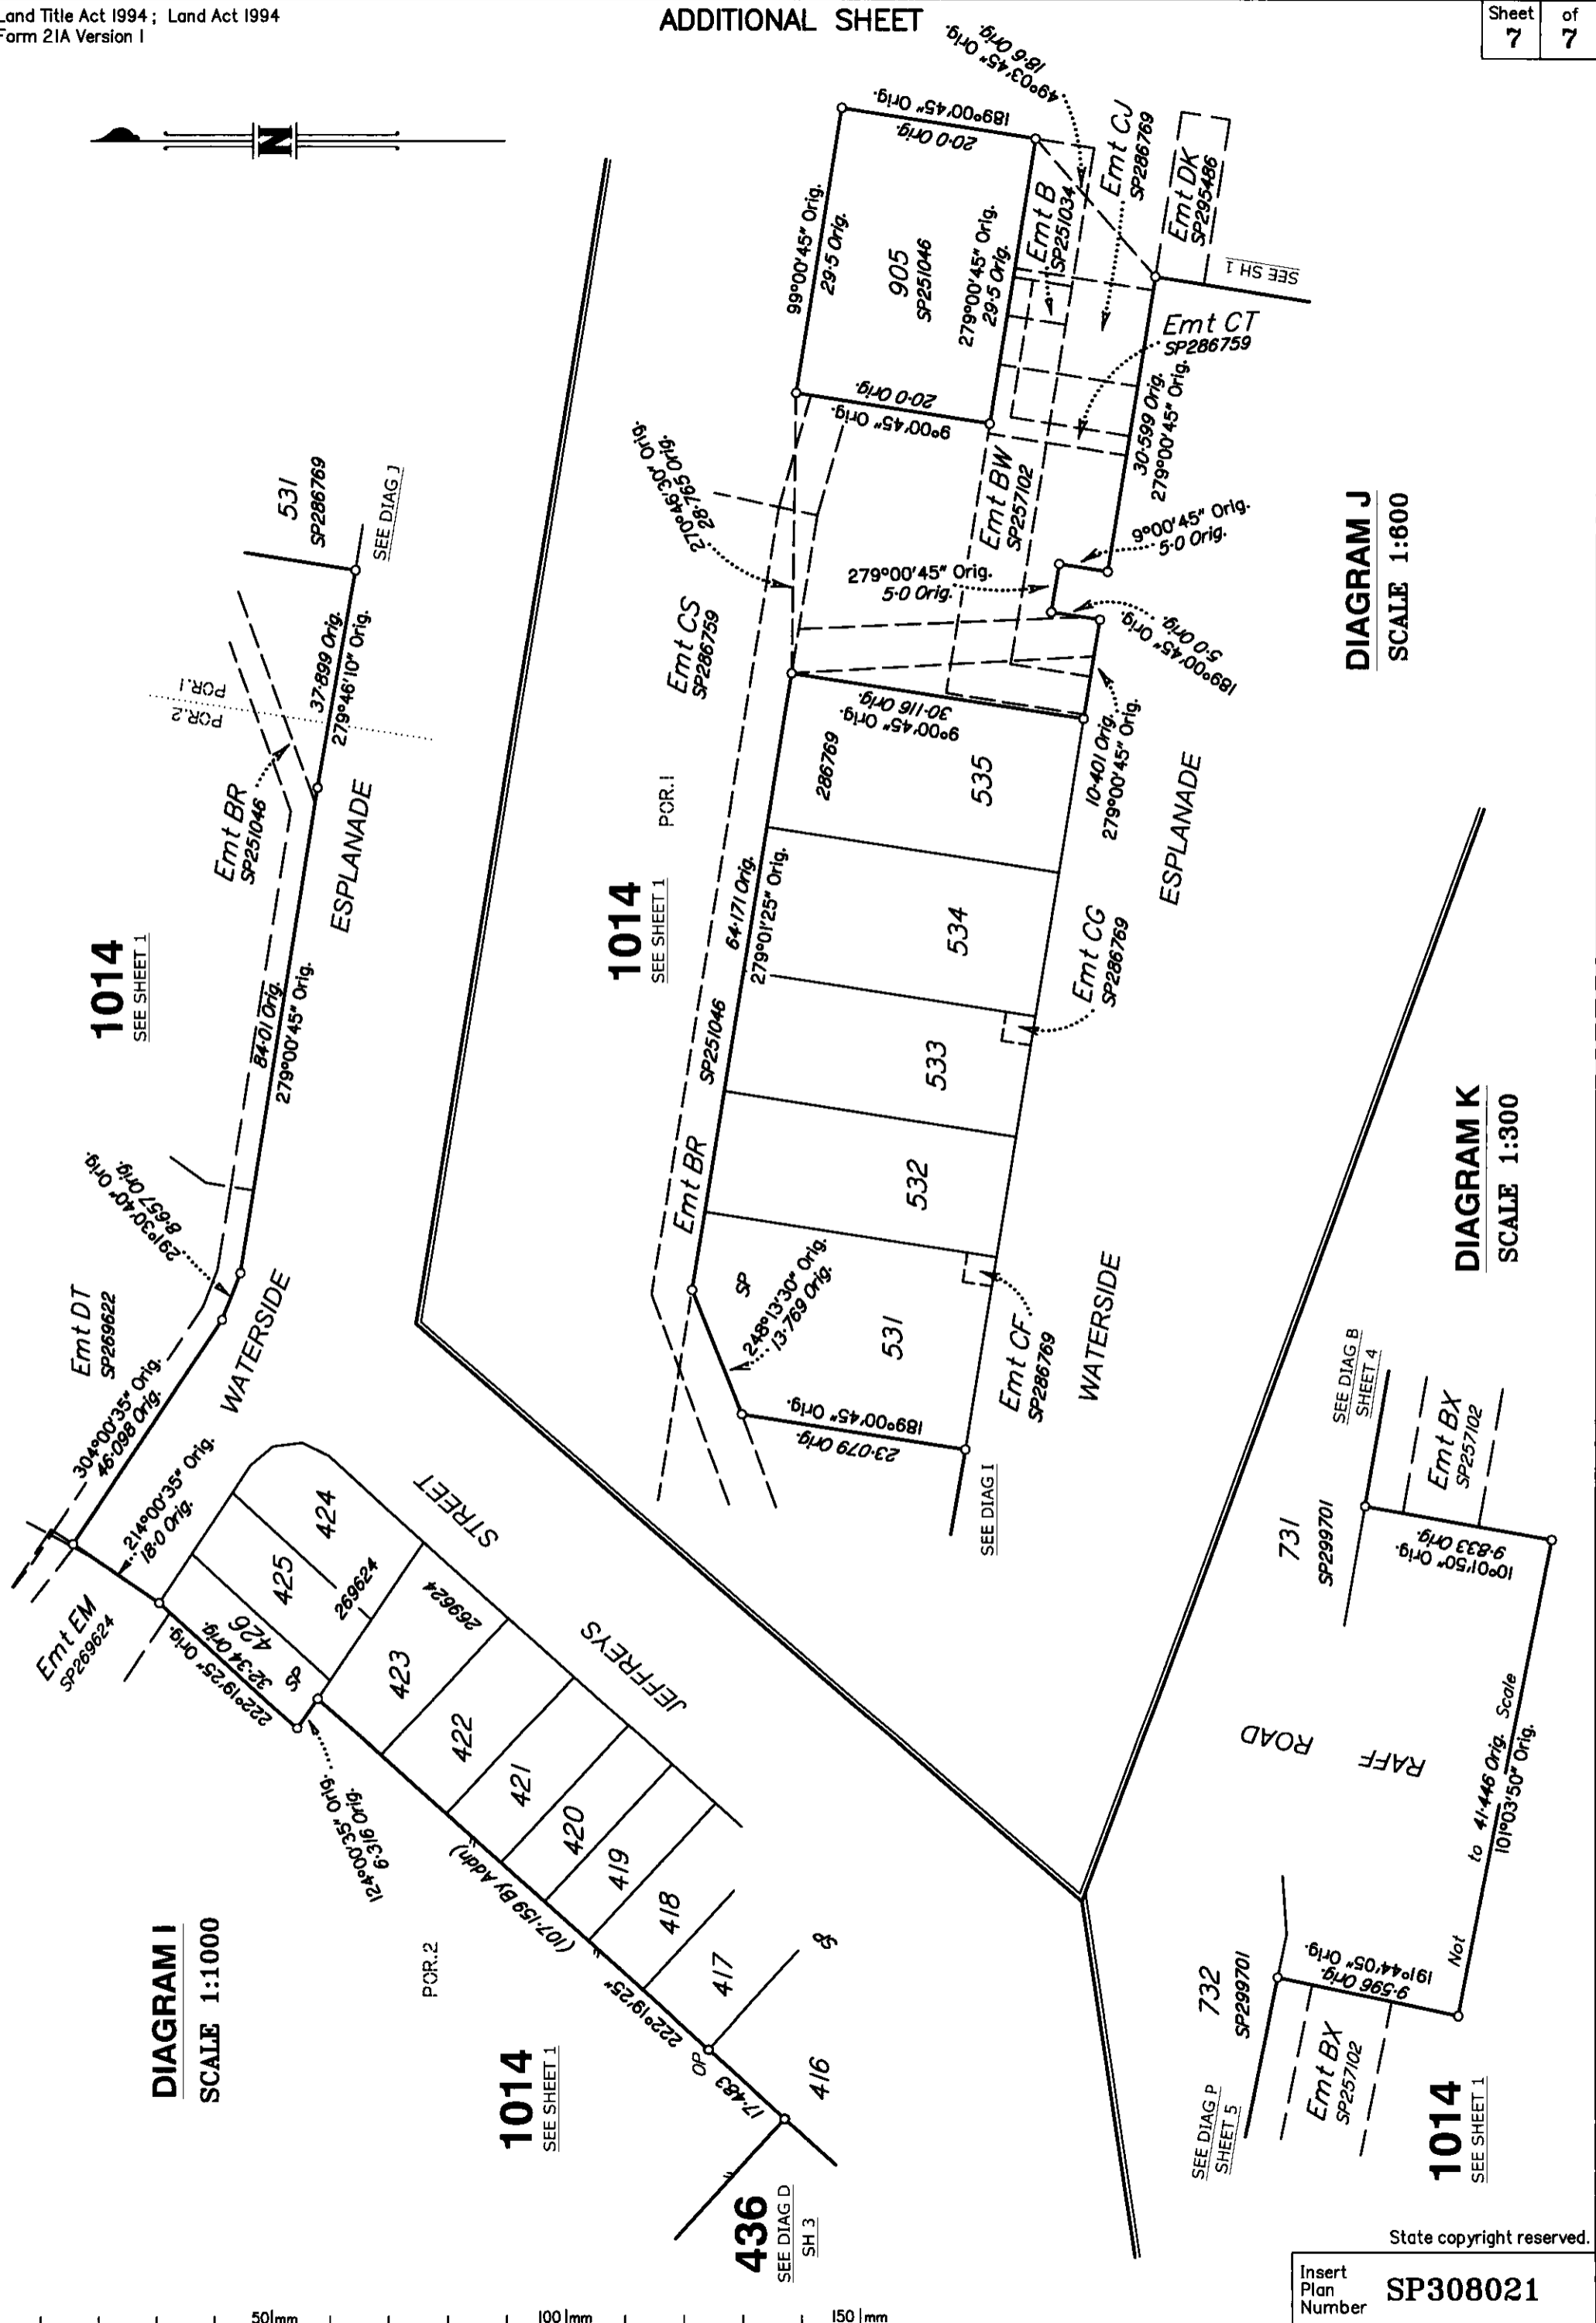 Land Title Act 1994 ; Land Act 1994
Form 21A Version 1
ADDITIONAL SHEET
Sheet of
7 7
N
DIAGRAM I
SCALE 1:1000
1014
SEE SHEET 1
Emt DT
SP269622
304°00'35" Orig.
46·098 Orig.
291°30'40" Orig.
8·657 Orig.
84·01 Orig.
279°00'45" Orig.
Emt BR
SP251046
POR.1
POR.2
37·899 Orig.
279°46'10" Orig.
531
SP286769
SEE DIAG J
WATERSIDE
ESPLANADE
Emt EM
SP269624
214°00'35" Orig.
18·0 Orig.
222°19'25" Orig.
32·34 Orig.
426
425
424
SP
269624
124°00'35" Orig.
6·316 Orig.
423
422
421
420
419
418
417
416
269624
SP
STREET
JEFFREYS
(107·159 By Addn)
222°19'25"
OP
17·483
POR.2
1014
SEE SHEET 1
436
SEE DIAG D
SH 3
DIAGRAM J
SCALE 1:600
1014
SEE SHEET 1
POR.1
Emt CS
SP286759
270°46'30" Orig.
28·765 Orig.
99°00'45" Orig.
29·5 Orig.
189°00'45" Orig.
20·0 Orig.
49°03'45" Orig.
18·6 Orig.
905
SP251046
279°00'45" Orig.
29·5 Orig.
20·0 Orig.
9°00'45" Orig.
Emt B
SP251034
Emt CJ
SP286769
Emt DK
SP295486
SEE SH 1
Emt CT
SP286759
30·599 Orig.
279°00'45" Orig.
Emt BW
SP257102
9°00'45" Orig.
5·0 Orig.
279°00'45" Orig.
5·0 Orig.
189°00'45" Orig.
5·0 Orig.
30·116 Orig.
9°00'45" Orig.
10·401 Orig.
279°00'45" Orig.
Emt BR
SP251046
64·171 Orig.
279°01'25" Orig.
286769
535
534
533
532
531
SP
248°13'30" Orig.
13·769 Orig.
189°00'45" Orig.
23·079 Orig.
Emt CG
SP286769
Emt CF
SP286769
WATERSIDE
ESPLANADE
SEE DIAG I
DIAGRAM K
SCALE 1:300
SEE DIAG B
SHEET 4
Emt BX
SP257102
731
SP299701
10°01'50" Orig.
9·833 Orig.
RAFF
ROAD
Not to Scale
41·446 Orig.
101°03'50" Orig.
732
SP299701
191°44'05" Orig.
9·596 Orig.
Emt BX
SP257102
SEE DIAG P
SHEET 5
1014
SEE SHEET 1
State copyright reserved.
Insert
Plan
Number
SP308021
50 mm
100 mm
150 mm